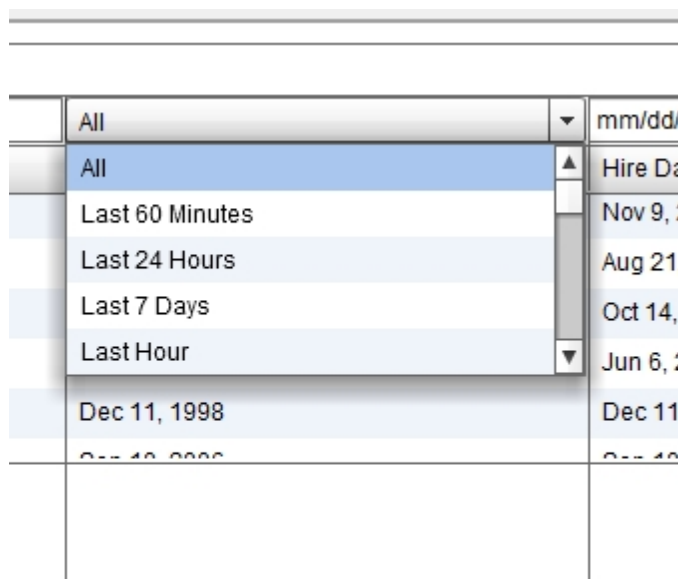 All
mm/dd/
All
Hire Da
Last 60 Minutes
Nov 9,
Last 24 Hours
Aug 21
Last 7 Days
Oct 14,
Last Hour
Jun 6,
Dec 11, 1998
Dec 11